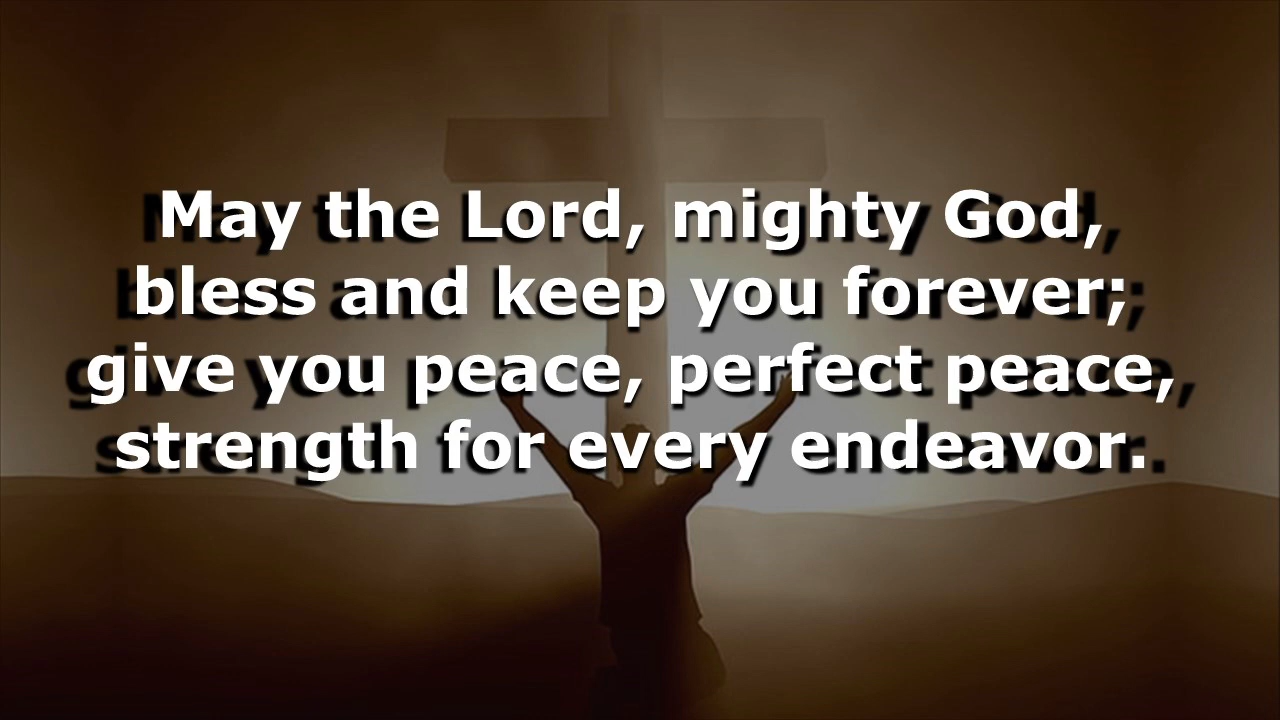 May the Lord, mighty God,
bless and keep you forever;
give you peace, perfect peace,
strength for every endeavor.